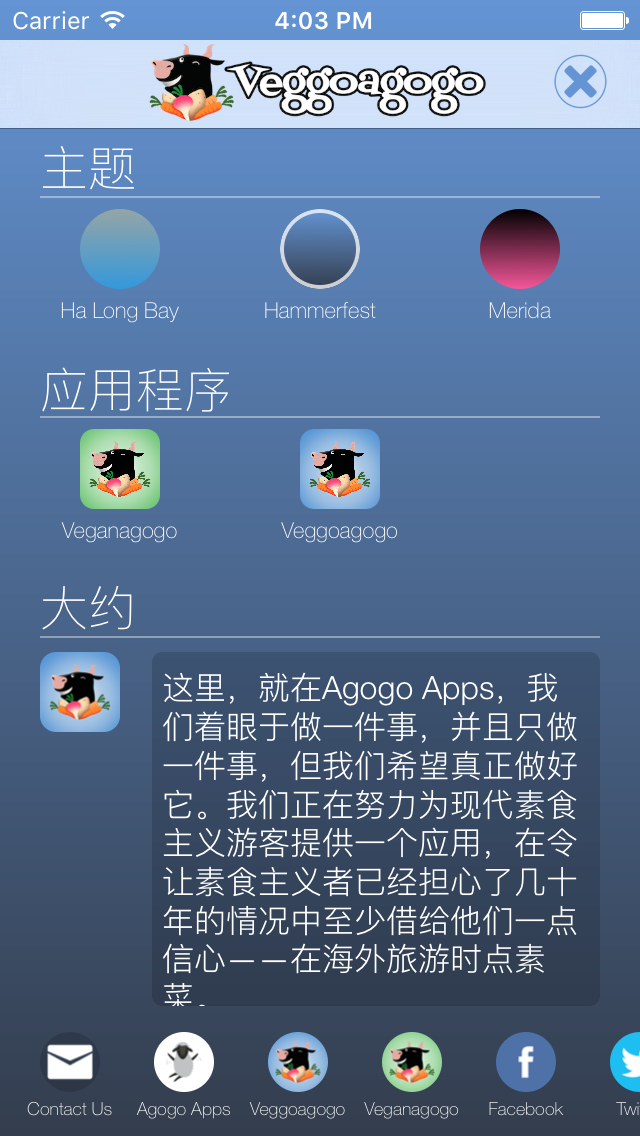 Carrier 4:03 PM
Veggoagogo
主题
Ha Long Bay Hammerfest Merida
应用程序
Veganagogo Veggoagogo
大约
这里，就在Agogo Apps，我
们着眼于做一件事，并且只做
一件事，但我们希望真正做好
它。我们正在努力为现代素食
主义游客提供一个应用，在令
让素食主义者已经担心了几十
年的情况中至少借给他们一点
信心——在海外旅游时点素
菜。
Contact Us Agogo Apps Veggoagogo Veganagogo Facebook Twi